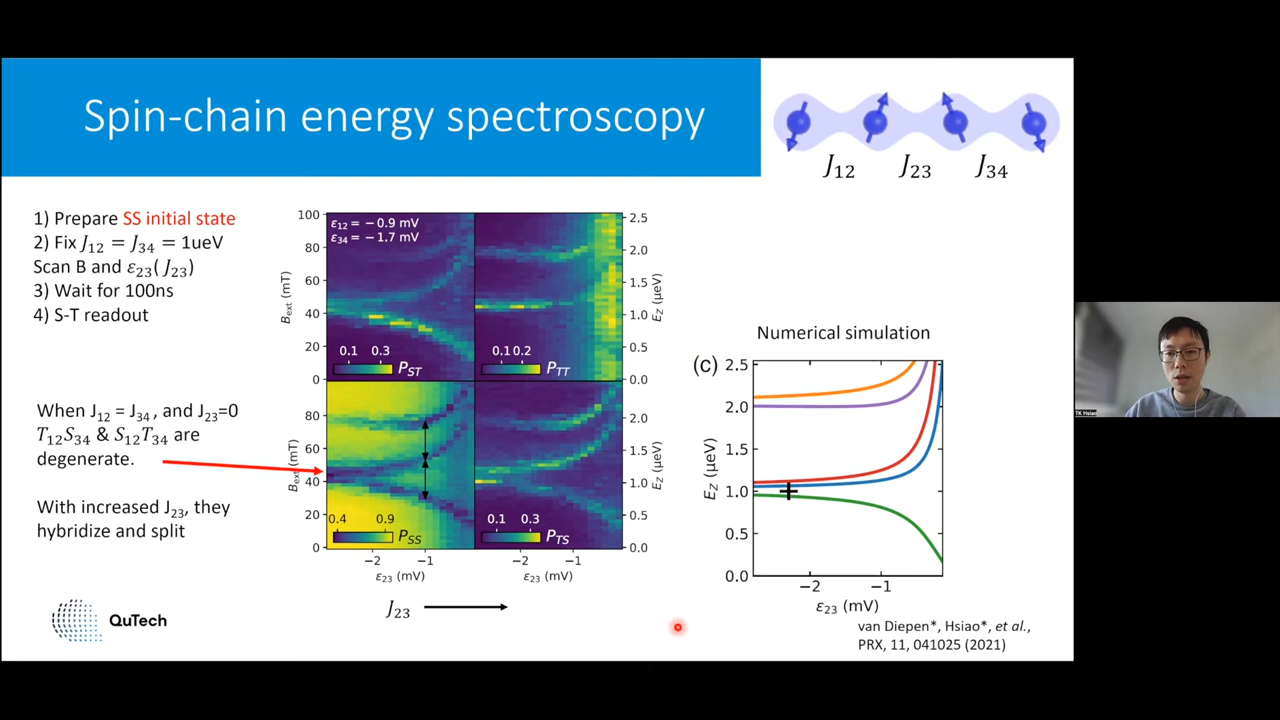 Spin-chain energy spectroscopy
J12 J23 J34
1) Prepare SS initial state
2) Fix J12 = J34 = 1ueV
Scan B and ε23( J23)
3) Wait for 100ns
4) S-T readout
When J12 = J34 , and J23=0
T12S34 & S12T34 are
degenerate.
With increased J23, they
hybridize and split
QuTech
ε12 = −0.9 mV
ε34 = −1.7 mV
100
80
60
40
20
0
Bext (mT)
0.1 0.3 PST
0.1 0.2 PTT
2.5
2.0
1.5
1.0
0.5
0.0
EZ (μeV)
80
60
40
20
0
Bext (mT)
0.4 0.9 PSS
0.1 0.3 PTS
2.0
1.5
1.0
0.5
0.0
EZ (μeV)
−2 −1 −2 −1
ε23 (mV) ε23 (mV)
J23
Numerical simulation
(c)
2.5
2.0
1.5
1.0
0.5
0.0
EZ (μeV)
−2 −1
ε23 (mV)
van Diepen*, Hsiao*, et al.,
PRX, 11, 041025 (2021)
TK Hsiao